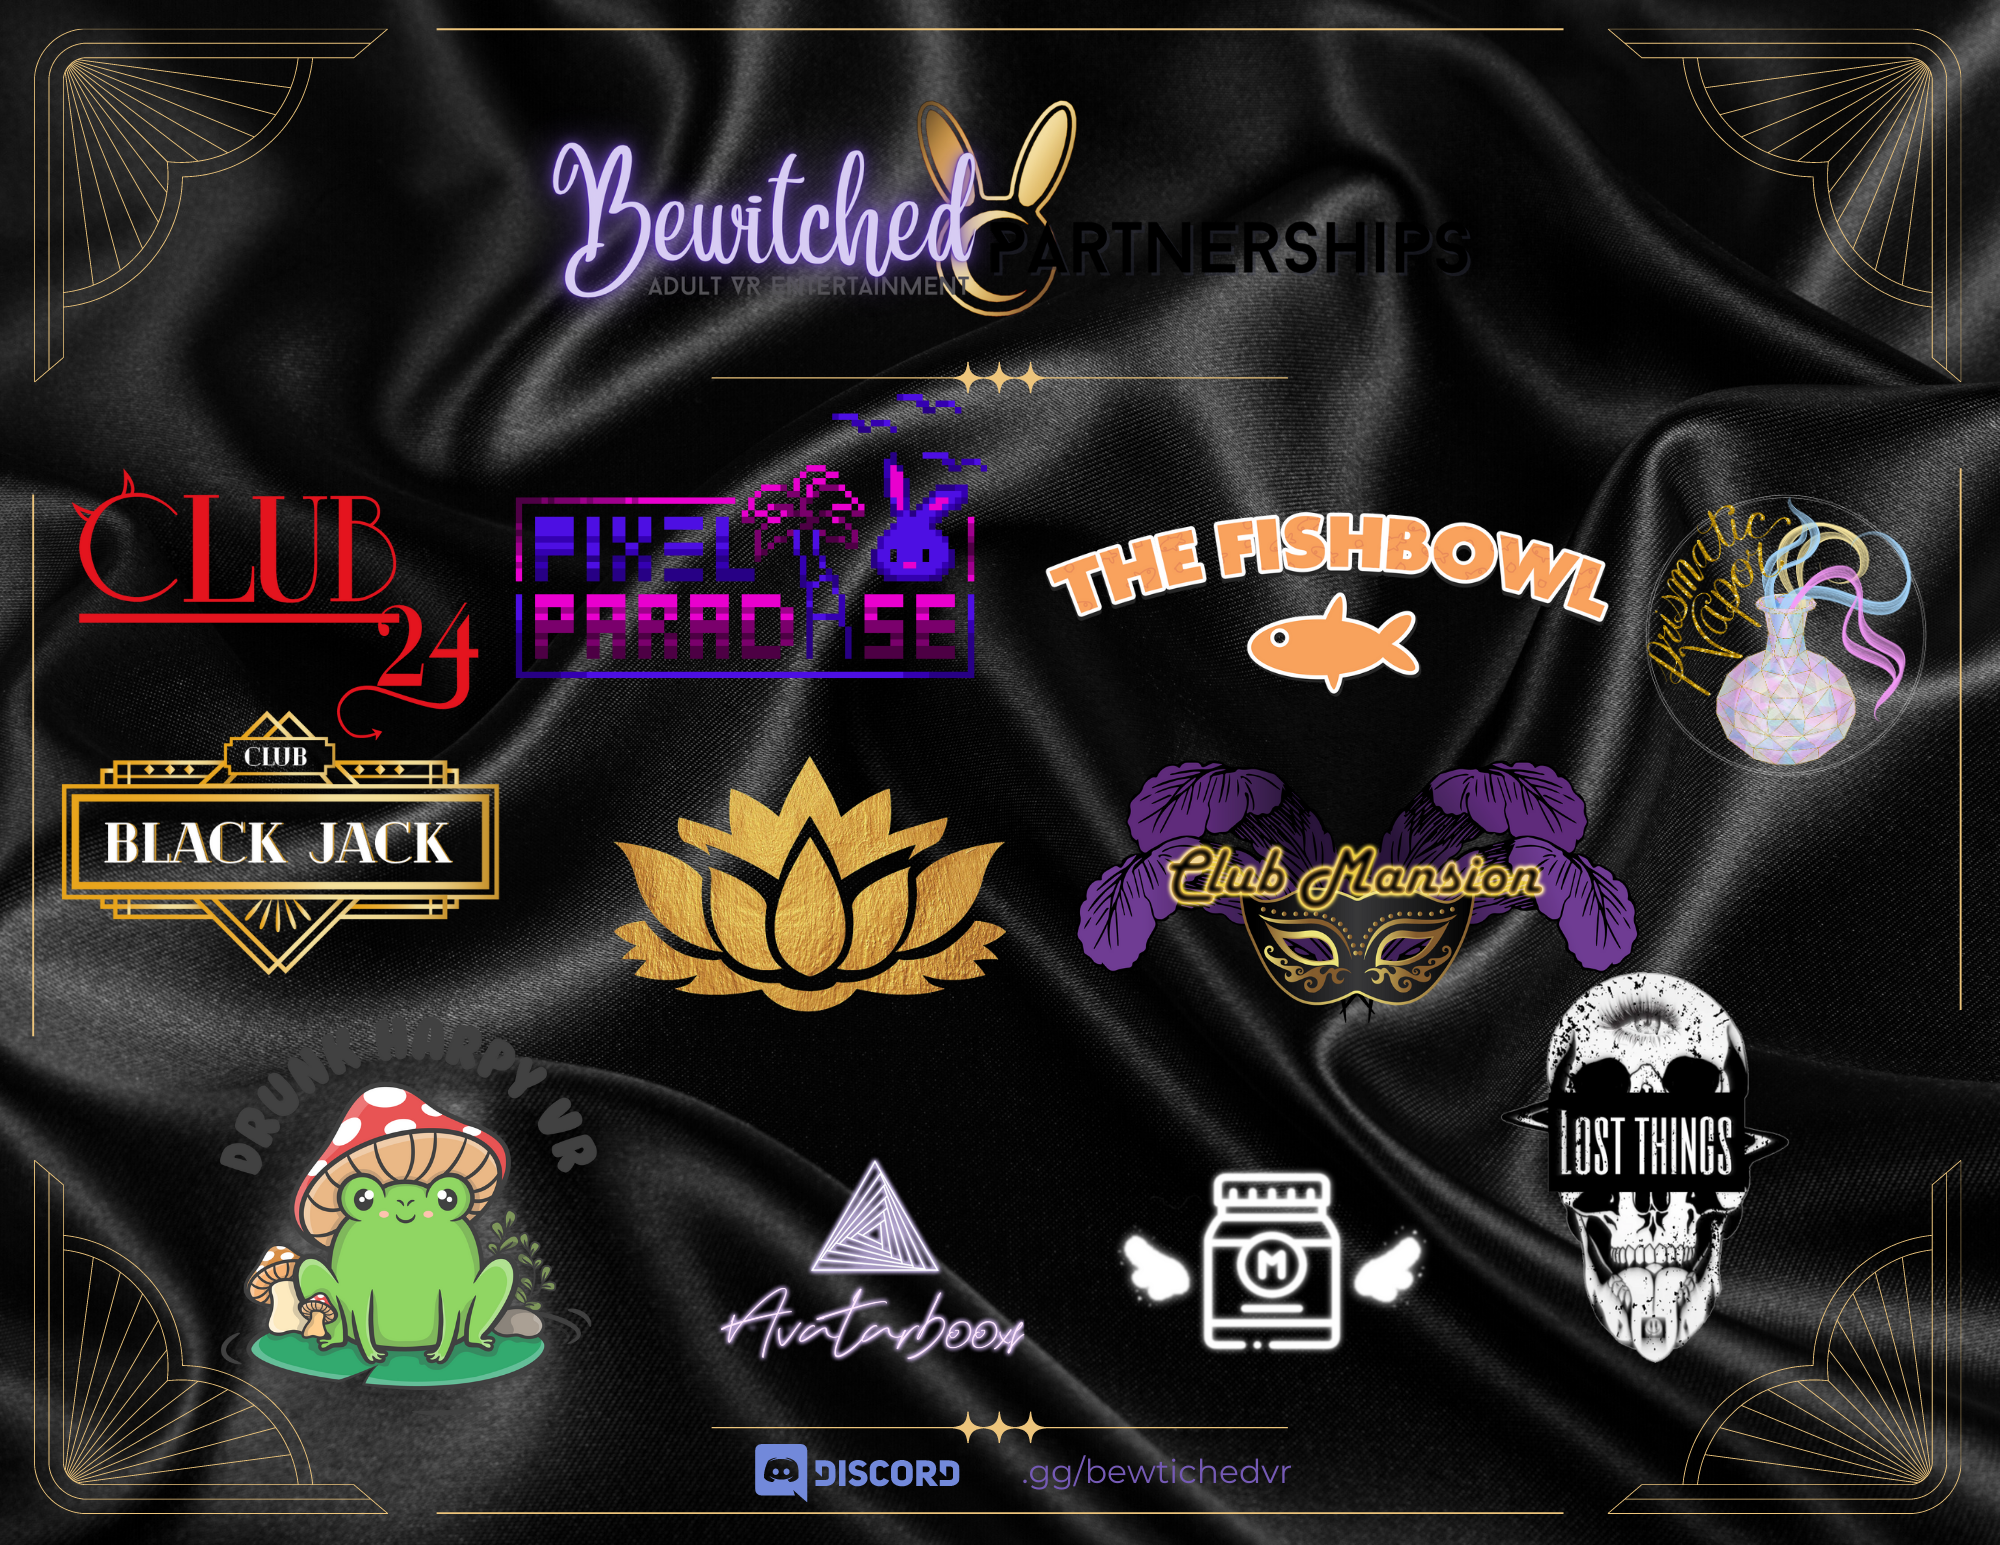 Bewitched
PARTNERSHIPS
ADULT VR ENTERTAINMENT
CLUB
24
PIXEL
PARADISE
THE FISHBOWL
Prismatic
Vapor
CLUB
BLACK JACK
Club Mansion
DRUNK HARPY VR
LOST THINGS
Avatarboox
M
DISCORD .gg/bewtichedvr